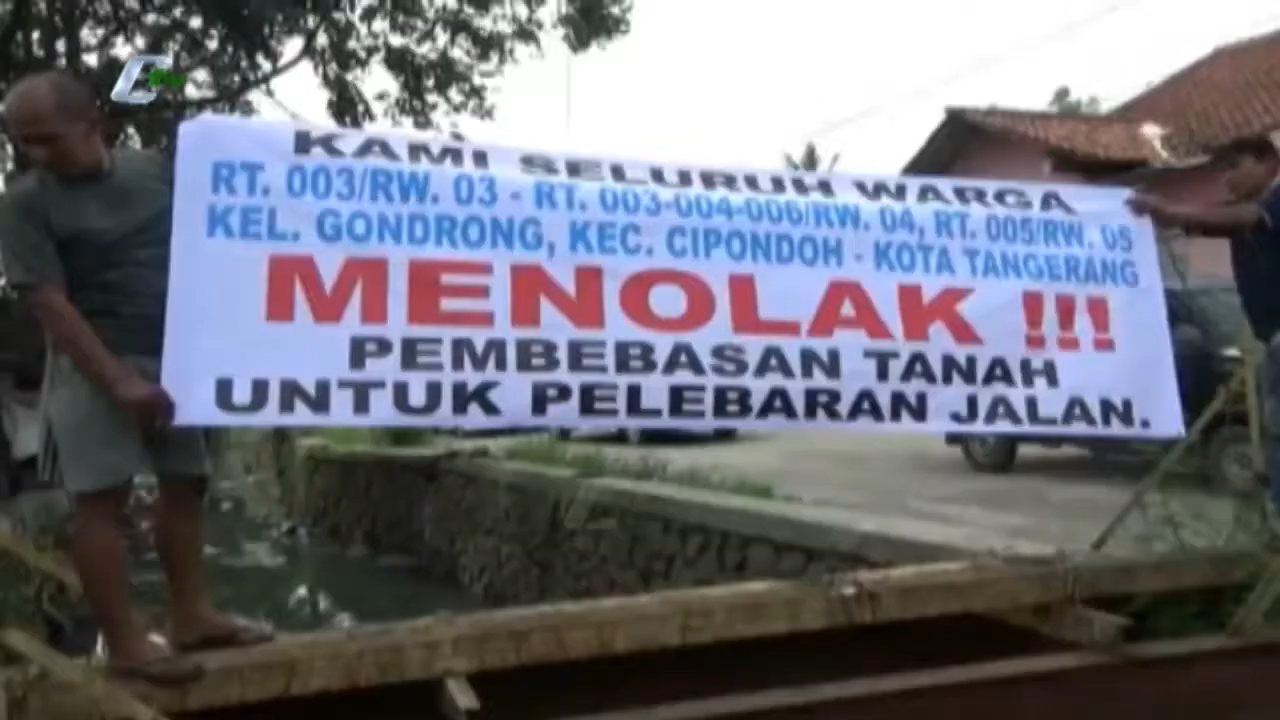 CTV
KAMI SELURUH WARGA
RT. 003/RW. 03 - RT. 003-004-006/RW. 04, RT. 005/RW. 05
KEL. GONDRONG, KEC. CIPONDOH - KOTA TANGERANG
MENOLAK !!!
PEMBEBASAN TANAH
UNTUK PELEBARAN JALAN.